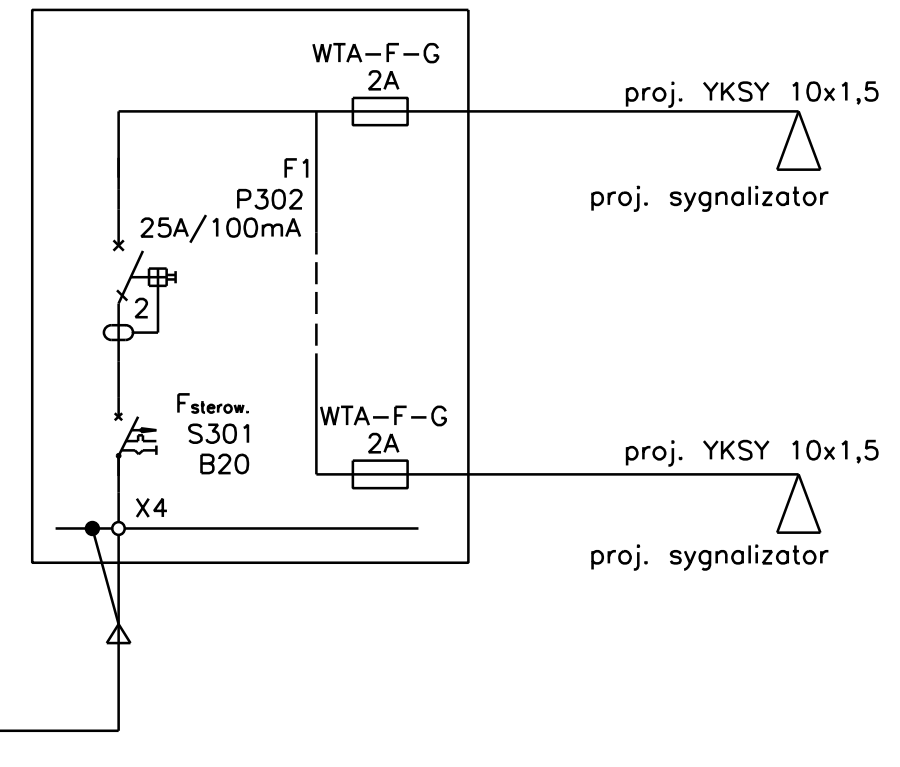 WTA-F-G
2A
proj. YKSY 10x1,5
F1
P302
25A/100mA
proj. sygnalizator
2
Fsterow.
S301
B20
WTA-F-G
2A
proj. YKSY 10x1,5
X4
proj. sygnalizator